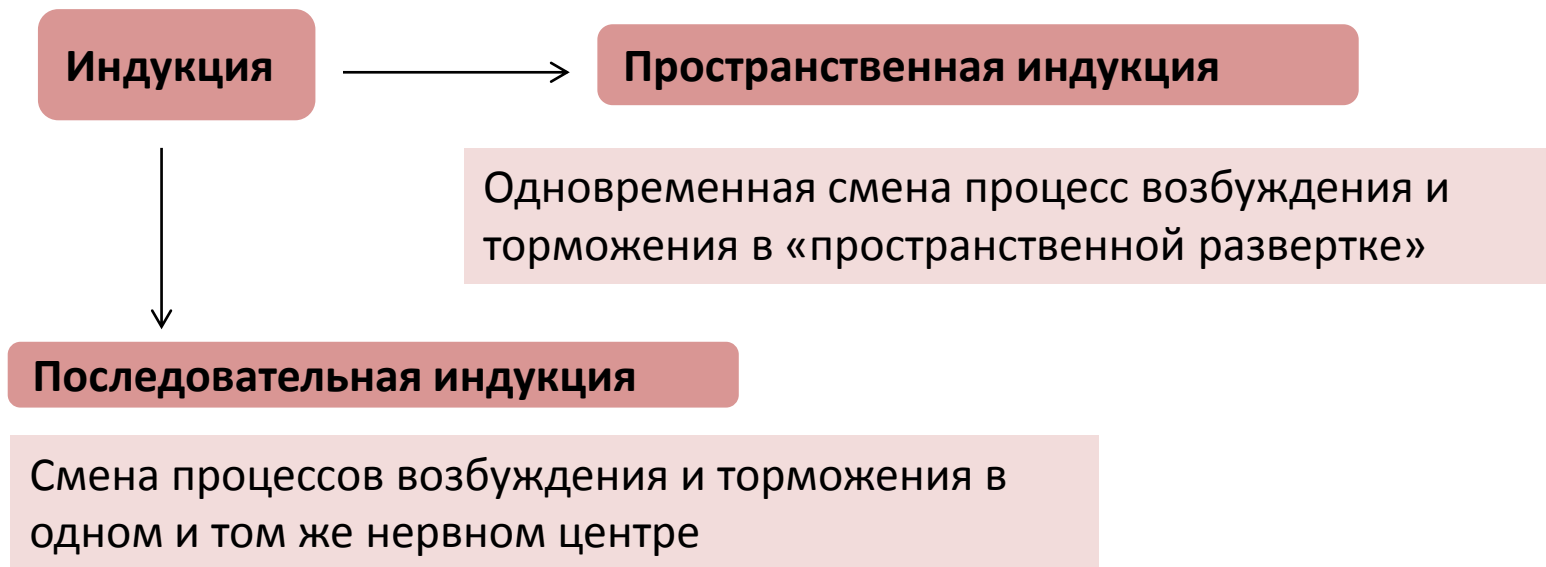 Индукция
Пространственная индукция
Одновременная смена процесс возбуждения и
торможения в «пространственной развертке»
Последовательная индукция
Смена процессов возбуждения и торможения в
одном и том же нервном центре